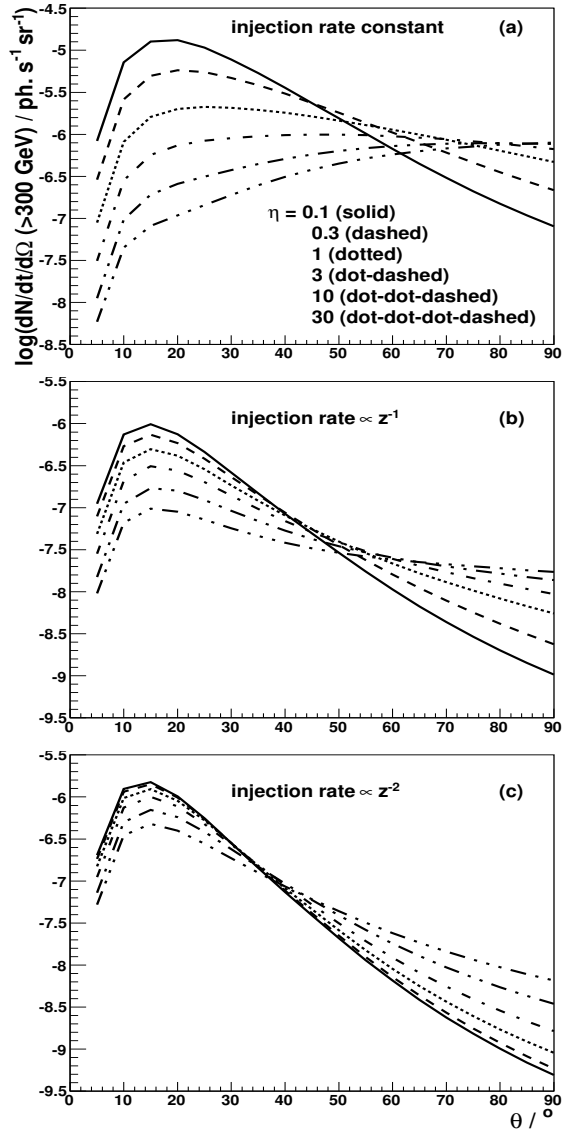 log(dN/dt/dΩ (>300 GeV) / ph. s-1 sr-1)
injection rate constant (a)
-4.5
-5
-5.5
-6
-6.5
-7
-7.5
-8
-8.5
η = 0.1 (solid)
0.3 (dashed)
1 (dotted)
3 (dot-dashed)
10 (dot-dot-dashed)
30 (dot-dot-dot-dashed)
0 10 20 30 40 50 60 70 80 90
injection rate ∝ z-1 (b)
-5.5
-6
-6.5
-7
-7.5
-8
-8.5
-9
-9.5
0 10 20 30 40 50 60 70 80 90
-5.5
injection rate ∝ z-2 (c)
-6
-6.5
-7
-7.5
-8
-8.5
-9
-9.5
0 10 20 30 40 50 60 70 80 90
θ / o